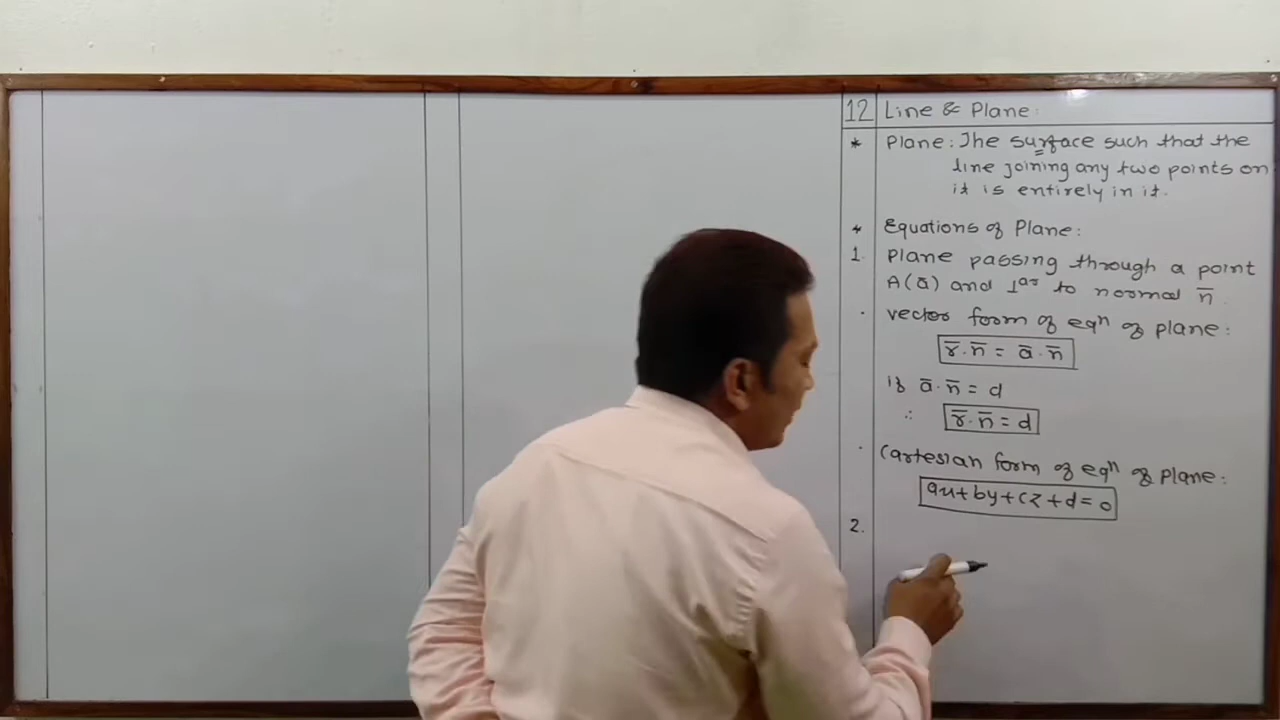 12 Line & Plane:
* Plane: The surface such that the
line joining any two points on
it is entirely in it.
* Equations of Plane:
1. Plane passing through a point
A(ā) and ⊥ar to normal n̄.
· vector form of eqⁿ of plane:
r̄·n̄ = ā·n̄
if ā·n̄ = d
∴ r̄·n̄ = d
· Cartesian form of eqⁿ of plane:
ax+by+cz+d=0
2.